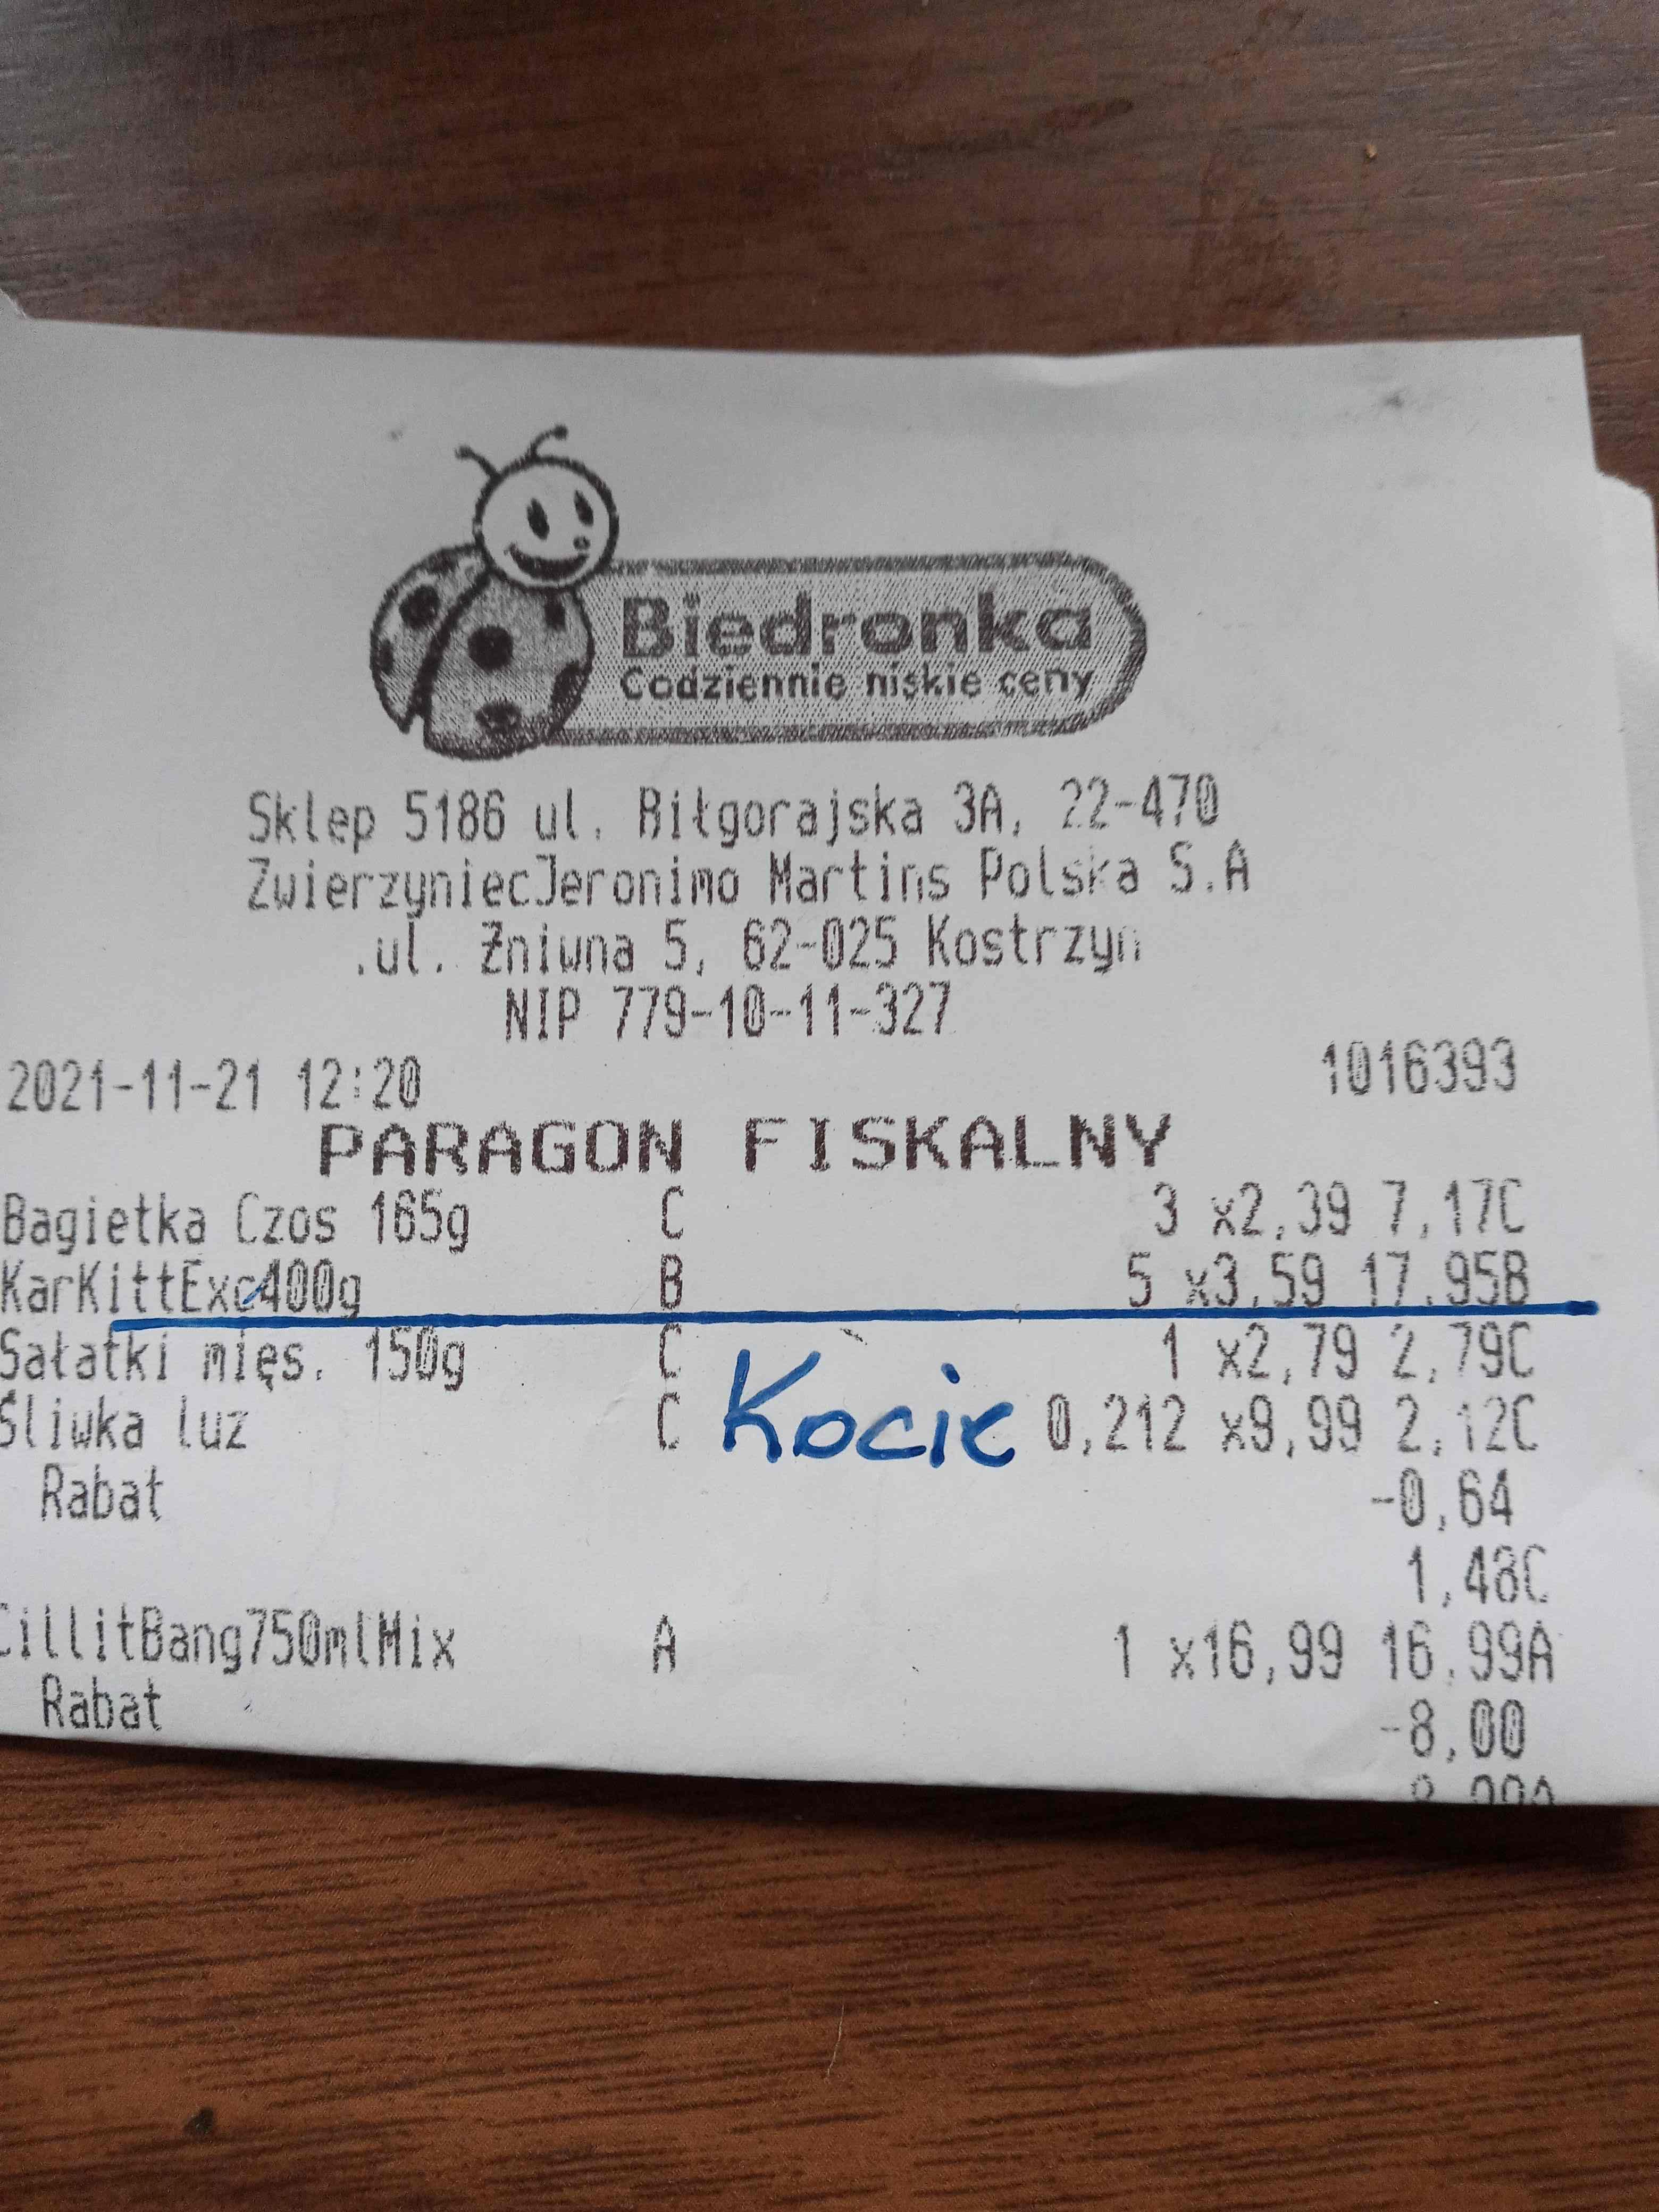 Biedronka
Codziennie niskie ceny
Sklep 5186 ul. Biłgorajska 3A, 22-470
ZwierzyniecJeronimo Martins Polska S.A
.ul. Żniwna 5, 62-025 Kostrzyn
NIP 779-10-11-327
2021-11-21 12:20 1016393
PARAGON FISKALNY
Bagietka Czos 165g C 3 x2,39 7,17C
KarKittExc400g B 5 x3,59 17,95B
Sałatki mięs. 150g C 1 x2,79 2,79C
Śliwka luz C Kocie 0,212 x9,99 2,12C
Rabat -0,64
1,48C
CillitBang750mlMix A 1 x16,99 16,99A
Rabat -8,00